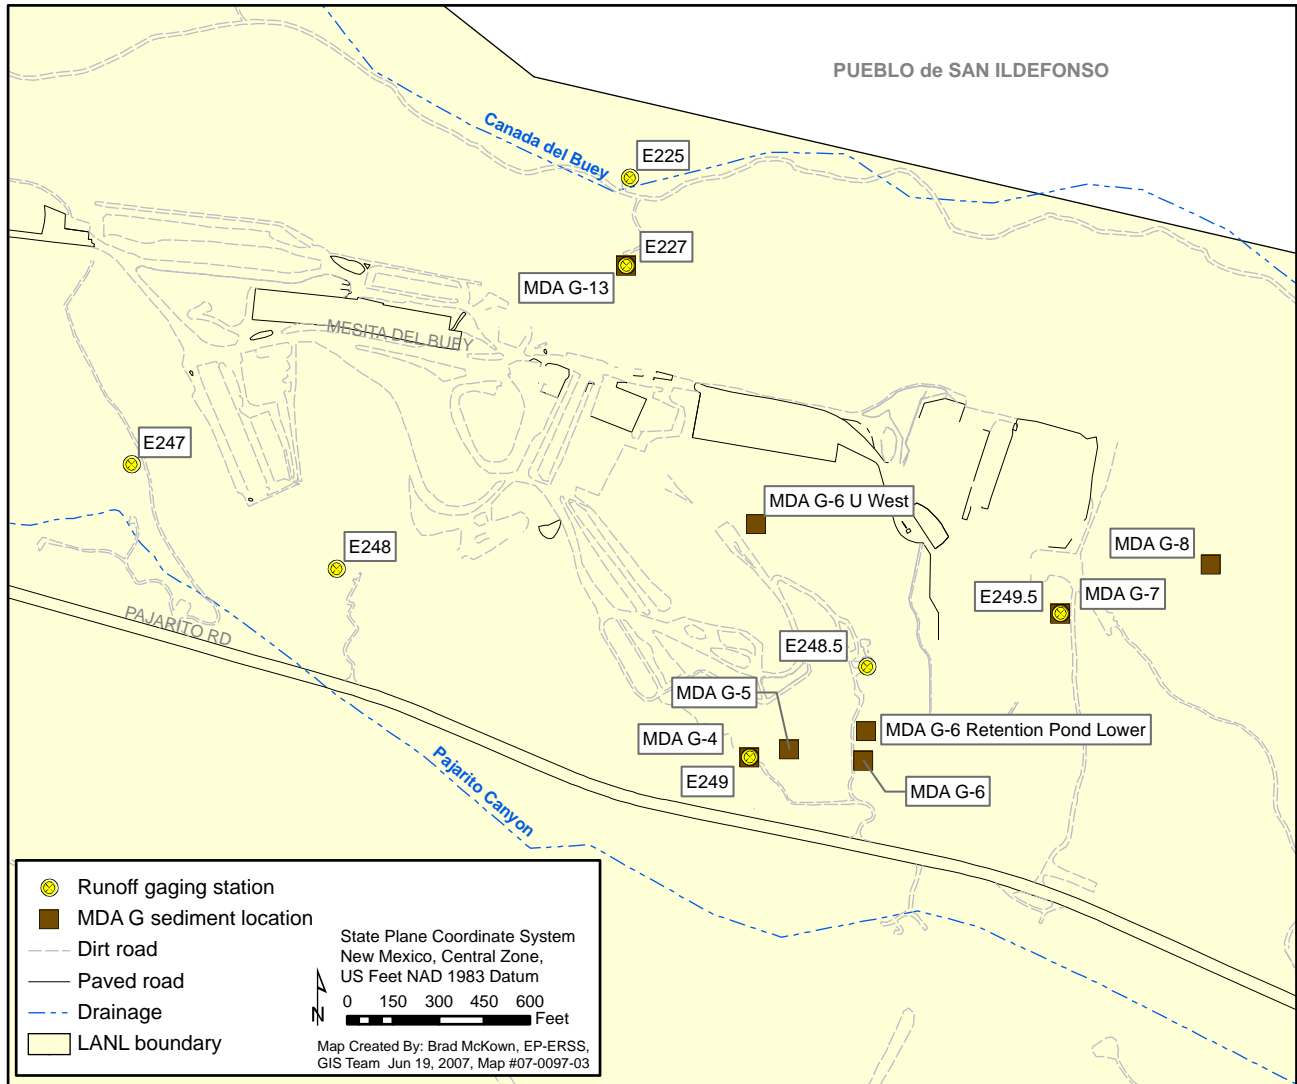 PUEBLO de SAN ILDEFONSO
Canada del Buey
E225
E227
MDA G-13
MESITA DEL BUEY
E247
MDA G-6 U West
E248
MDA G-8
E249.5
MDA G-7
PAJARITO RD
E248.5
MDA G-5
MDA G-4
MDA G-6 Retention Pond Lower
E249
MDA G-6
Pajarito Canyon
Runoff gaging station
MDA G sediment location
Dirt road
Paved road
Drainage
LANL boundary
State Plane Coordinate System
New Mexico, Central Zone,
US Feet NAD 1983 Datum
N
0 150 300 450 600
Feet
Map Created By: Brad McKown, EP-ERSS,
GIS Team Jun 19, 2007, Map #07-0097-03